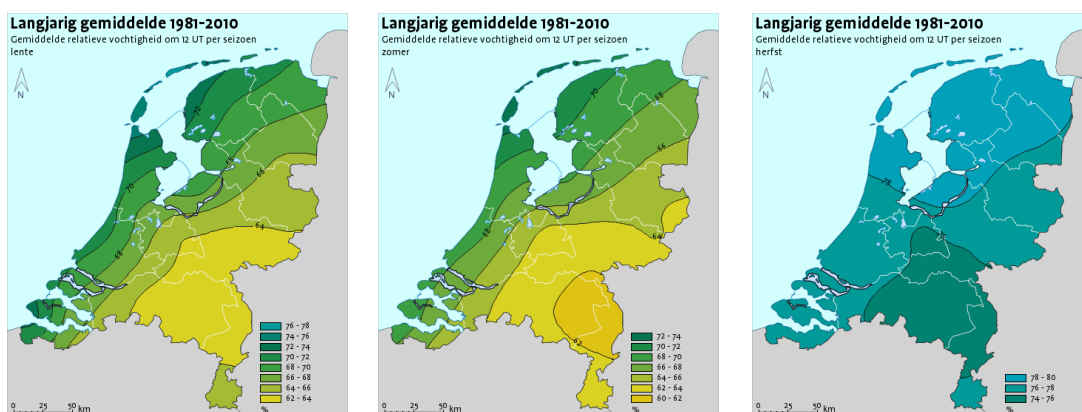 Langjarig gemiddelde 1981-2010
Gemiddelde relatieve vochtigheid om 12 UT per seizoen
lente
N
72
70
68
68
66
64
76 - 78
74 - 76
72 - 74
70 - 72
68 - 70
66 - 68
64 - 66
62 - 64
%
0 25 50 km
Langjarig gemiddelde 1981-2010
Gemiddelde relatieve vochtigheid om 12 UT per seizoen
zomer
N
70
68
66
68
64
62
72 - 74
70 - 72
68 - 70
66 - 68
64 - 66
62 - 64
60 - 62
%
0 25 50 km
Langjarig gemiddelde 1981-2010
Gemiddelde relatieve vochtigheid om 12 UT per seizoen
herfst
N
78
78 - 80
76 - 78
74 - 76
0 25 50 km